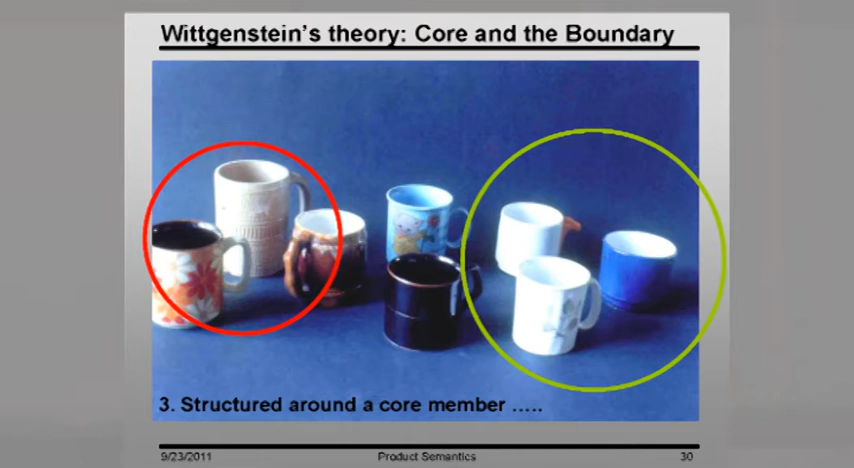 Wittgenstein's theory: Core and the Boundary
3. Structured around a core member .....
9/23/2011 Product Semantics 30